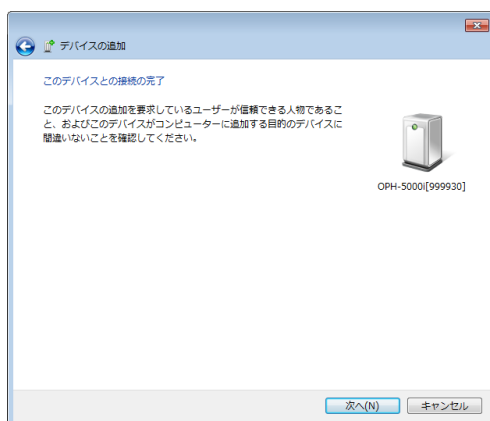 デバイスの追加
このデバイスとの接続の完了
このデバイスの追加を要求しているユーザーが信頼できる人物であるこ
と、およびこのデバイスがコンピューターに追加する目的のデバイスに
間違いないことを確認してください。
OPH-5000i[999930]
次へ(N)
キャンセル